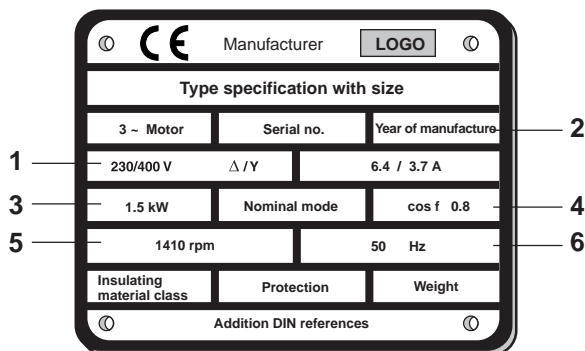 CE Manufacturer LOGO
Type specification with size
3 ~ Motor Serial no. Year of manufacture 2
1 230/400 V Δ / Y 6.4 / 3.7 A
3 1.5 kW Nominal mode cos f 0.8 4
5 1410 rpm 50 Hz 6
Insulating
material class Protection Weight
Addition DIN references